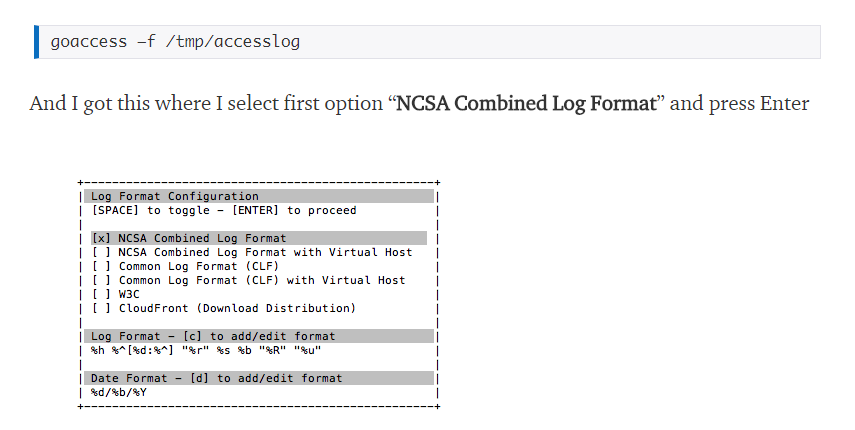 goaccess –f /tmp/accesslog
And I got this where I select first option “NCSA Combined Log Format” and press Enter
Log Format Configuration
[SPACE] to toggle - [ENTER] to proceed
[x] NCSA Combined Log Format
[ ] NCSA Combined Log Format with Virtual Host
[ ] Common Log Format (CLF)
[ ] Common Log Format (CLF) with Virtual Host
[ ] W3C
[ ] CloudFront (Download Distribution)
Log Format - [c] to add/edit format
%h %^[%d:%^] "%r" %s %b "%R" "%u"
Date Format - [d] to add/edit format
%d/%b/%Y